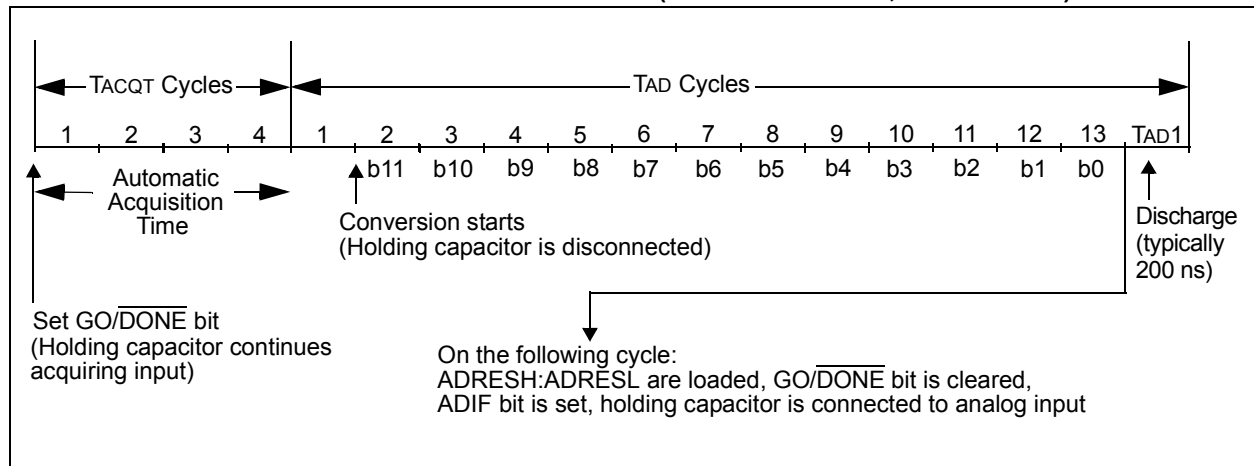 TACQT Cycles
TAD Cycles
1 2 3 4 1 2 3 4 5 6 7 8 9 10 11 12 13 TAD1
b11 b10 b9 b8 b7 b6 b5 b4 b3 b2 b1 b0
Automatic
Acquisition
Time
Conversion starts
(Holding capacitor is disconnected)
Discharge
(typically
200 ns)
Set GO/DONE bit
(Holding capacitor continues
acquiring input)
On the following cycle:
ADRESH:ADRESL are loaded, GO/DONE bit is cleared,
ADIF bit is set, holding capacitor is connected to analog input